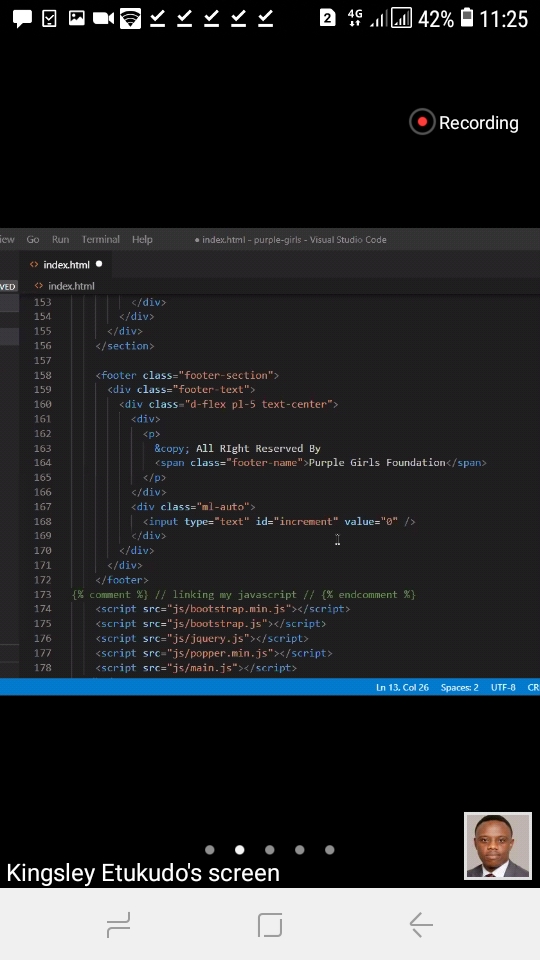 2 4G 42% 11:25
Recording
iew Go Run Terminal Help ● index.html - purple-girls - Visual Studio Code
<> index.html ●
VED <> index.html
153 </div>
154 </div>
155 </div>
156 </section>
157
158 <footer class="footer-section">
159 <div class="footer-text">
160 <div class="d-flex pl-5 text-center">
161 <div>
162 <p>
163 &copy; All RIght Reserved By
164 <span class="footer-name">Purple Girls Foundation</span>
165 </p>
166 </div>
167 <div class="ml-auto">
168 <input type="text" id="increment" value="0" />
169 </div>
170 </div>
171 </div>
172 </footer>
173 {% comment %} // linking my javascript // {% endcomment %}
174 <script src="js/bootstrap.min.js"></script>
175 <script src="js/bootstrap.js"></script>
176 <script src="js/jquery.js"></script>
177 <script src="js/popper.min.js"></script>
178 <script src="js/main.js"></script>
Ln 13, Col 26 Spaces: 2 UTF-8 CR
Kingsley Etukudo's screen